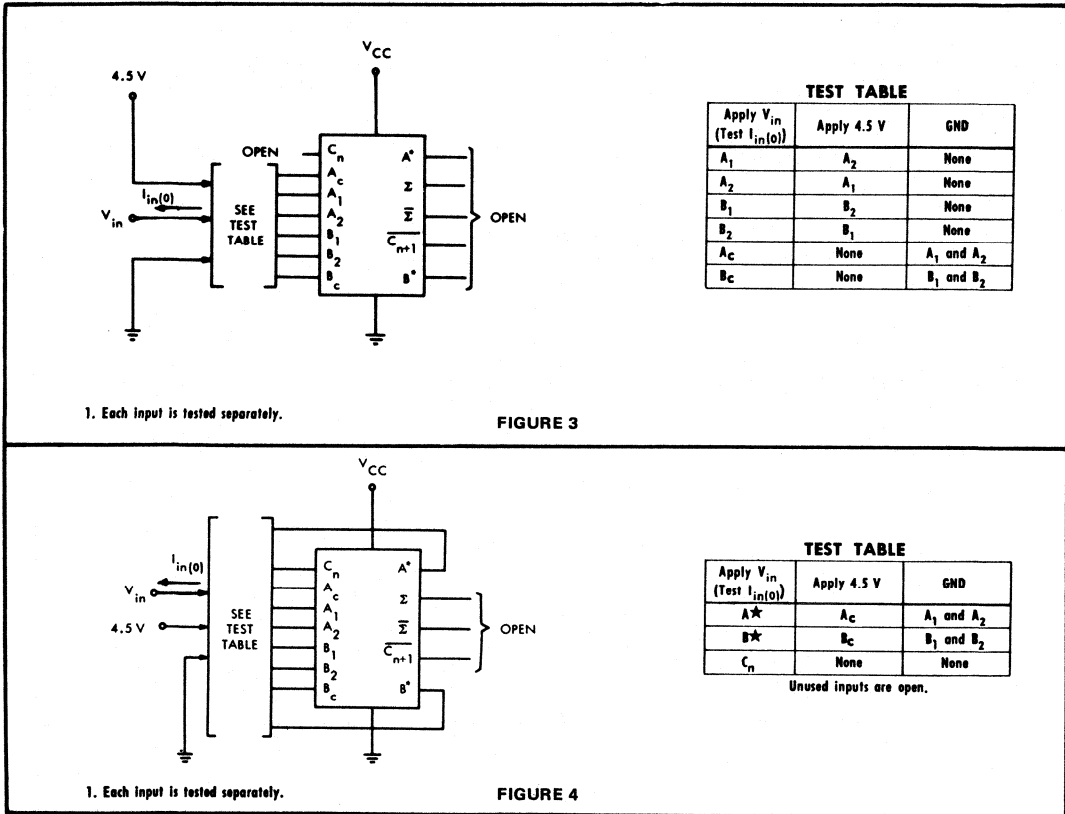 V_CC
4.5 V
OPEN
I_in(0)
V_in
SEE
TEST
TABLE
C_n
A_c
A_1
A_2
B_1
B_2
B_c
A*
Σ
Σ̅
C̅_n+1
B*
OPEN
TEST TABLE
Apply V_in (Test I_in(0)) | Apply 4.5 V | GND
A_1 | A_2 | None
A_2 | A_1 | None
B_1 | B_2 | None
B_2 | B_1 | None
A_c | None | A_1 and A_2
B_c | None | B_1 and B_2
1. Each input is tested separately.
FIGURE 3
V_CC
I_in(0)
V_in
4.5 V
SEE
TEST
TABLE
C_n
A_c
A_1
A_2
B_1
B_2
B_c
A*
Σ
Σ̅
C̅_n+1
B*
OPEN
TEST TABLE
Apply V_in (Test I_in(0)) | Apply 4.5 V | GND
A★ | A_c | A_1 and A_2
B★ | B_c | B_1 and B_2
C_n | None | None
Unused inputs are open.
1. Each input is tested separately.
FIGURE 4